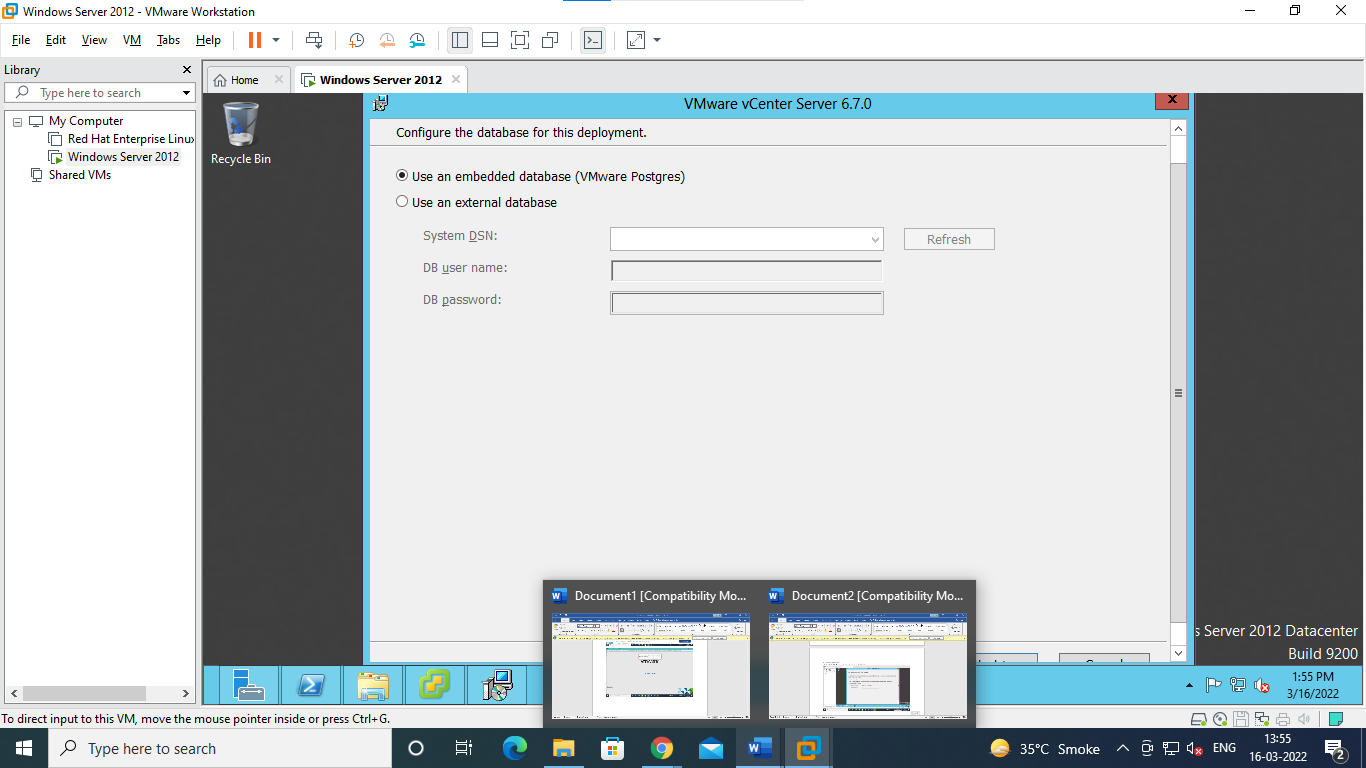 Windows Server 2012 - VMware Workstation
File Edit View VM Tabs Help
Library
Type here to search
My Computer
Red Hat Enterprise Linux
Windows Server 2012
Shared VMs
Home
Windows Server 2012
Recycle Bin
VMware vCenter Server 6.7.0
Configure the database for this deployment.
Use an embedded database (VMware Postgres)
Use an external database
System DSN:
Refresh
DB user name:
DB password:
Document1 [Compatibility Mo...
Document2 [Compatibility Mo...
s Server 2012 Datacenter
Build 9200
1:55 PM
3/16/2022
To direct input to this VM, move the mouse pointer inside or press Ctrl+G.
Type here to search
35°C Smoke
ENG
13:55
16-03-2022
2